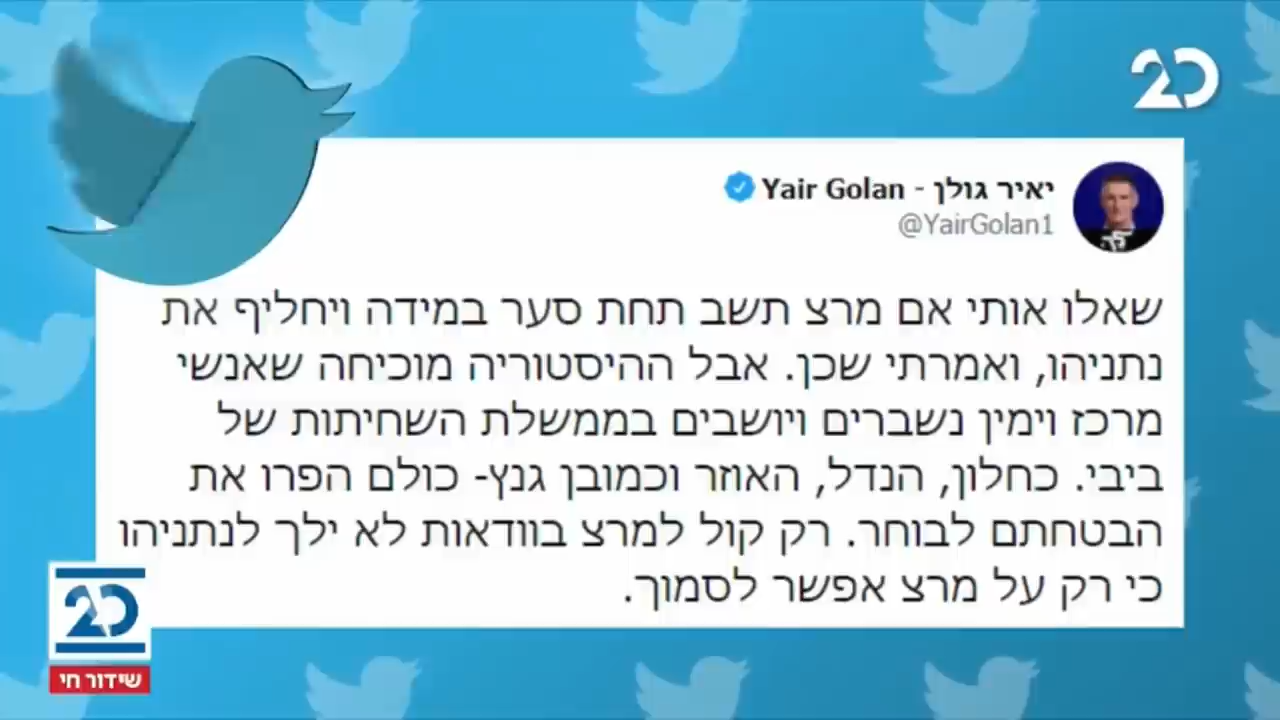 20
יאיר גולן - Yair Golan
@YairGolan1
שאלו אותי אם מרצ תשב תחת סער במידה ויחליף את
נתניהו, ואמרתי שכן. אבל ההיסטוריה מוכיחה שאנשי
מרכז וימין נשברים ויושבים בממשלת השחיתות של
ביבי. כחלון, הנדל, האוזר וכמובן גנץ- כולם הפרו את
הבטחתם לבוחר. רק קול למרצ בוודאות לא ילך לנתניהו
כי רק על מרצ אפשר לסמוך.
20
שידור חי